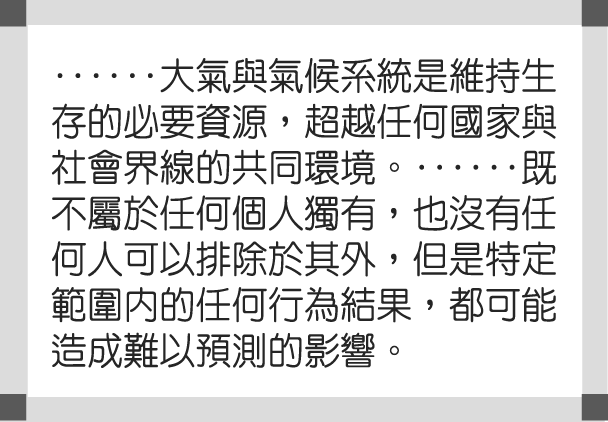 ······大氣與氣候系統是維持生
存的必要資源，超越任何國家與
社會界線的共同環境。······既
不屬於任何個人獨有，也沒有任
何人可以排除於其外，但是特定
範圍內的任何行為結果，都可能
造成難以預測的影響。